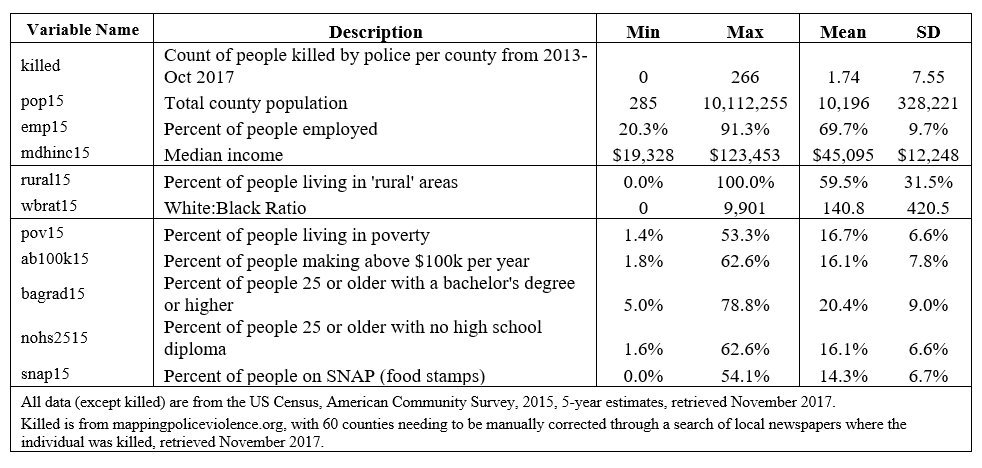 Variable Name Description Min Max Mean SD
killed Count of people killed by police per county from 2013-
Oct 2017 0 266 1.74 7.55
pop15 Total county population 285 10,112,255 10,196 328,221
emp15 Percent of people employed 20.3% 91.3% 69.7% 9.7%
mdhinc15 Median income $19,328 $123,453 $45,095 $12,248
rural15 Percent of people living in 'rural' areas 0.0% 100.0% 59.5% 31.5%
wbrat15 White:Black Ratio 0 9,901 140.8 420.5
pov15 Percent of people living in poverty 1.4% 53.3% 16.7% 6.6%
ab100k15 Percent of people making above $100k per year 1.8% 62.6% 16.1% 7.8%
bagrad15 Percent of people 25 or older with a bachelor's degree
or higher 5.0% 78.8% 20.4% 9.0%
nohs2515 Percent of people 25 or older with no high school
diploma 1.6% 62.6% 16.1% 6.6%
snap15 Percent of people on SNAP (food stamps) 0.0% 54.1% 14.3% 6.7%
All data (except killed) are from the US Census, American Community Survey, 2015, 5-year estimates, retrieved November 2017.
Killed is from mappingpoliceviolence.org, with 60 counties needing to be manually corrected through a search of local newspapers where the
individual was killed, retrieved November 2017.